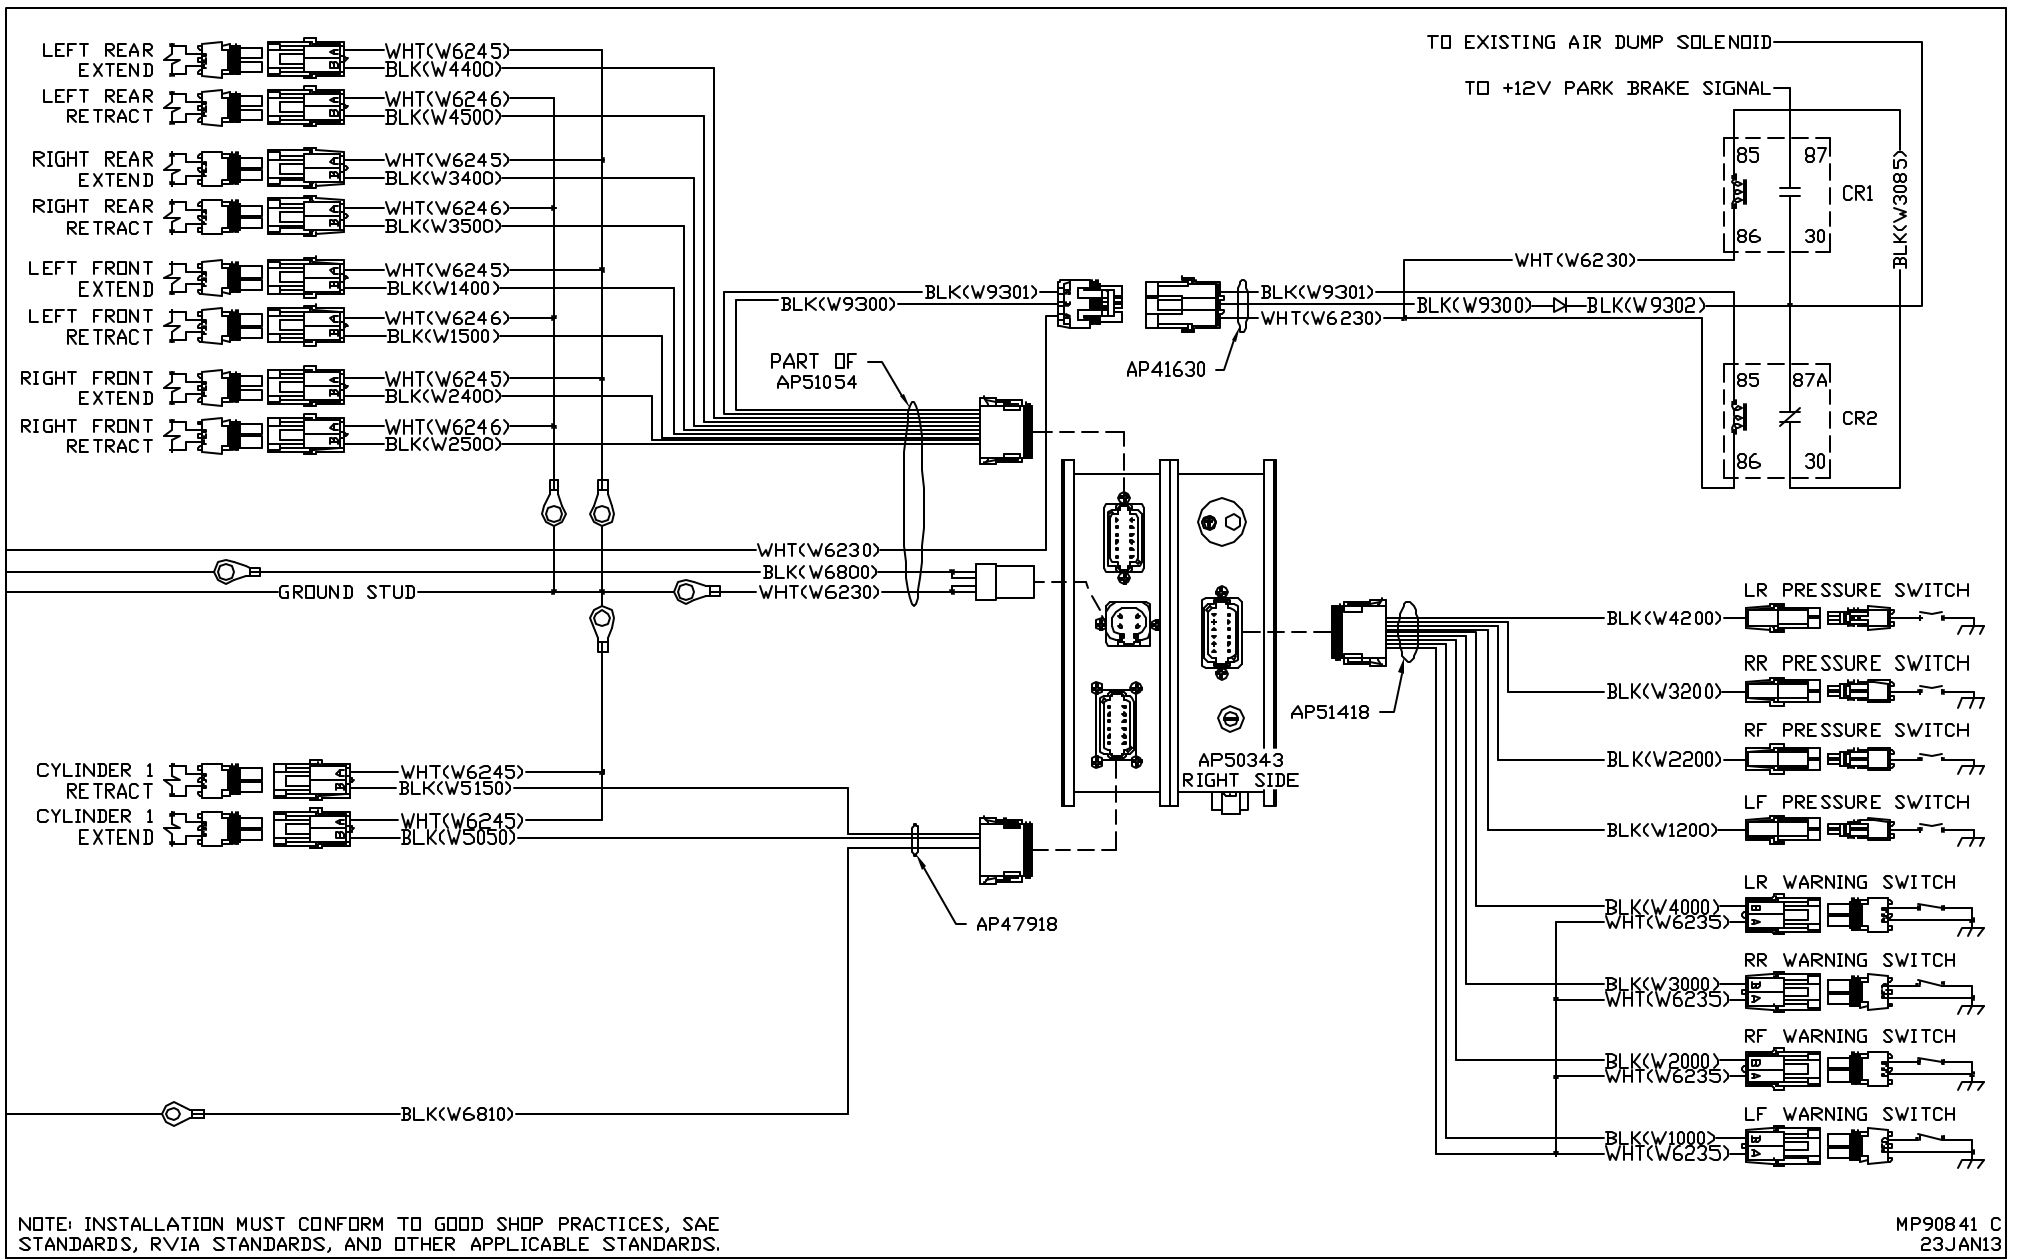 LEFT REAR
EXTEND
WHT(W6245)
BLK(W4400)
LEFT REAR
RETRACT
WHT(W6246)
BLK(W4500)
RIGHT REAR
EXTEND
WHT(W6245)
BLK(W3400)
RIGHT REAR
RETRACT
WHT(W6246)
BLK(W3500)
LEFT FRONT
EXTEND
WHT(W6245)
BLK(W1400)
LEFT FRONT
RETRACT
WHT(W6246)
BLK(W1500)
RIGHT FRONT
EXTEND
WHT(W6245)
BLK(W2400)
RIGHT FRONT
RETRACT
WHT(W6246)
BLK(W2500)
TO EXISTING AIR DUMP SOLENOID
TO +12V PARK BRAKE SIGNAL
85 87
CR1
86 30
BLK(W3085)
WHT(W6230)
BLK(W9301)
BLK(W9300)
BLK(W9301)
BLK(W9300)
BLK(W9302)
WHT(W6230)
AP41630
PART OF
AP51054
85 87A
CR2
86 30
WHT(W6230)
BLK(W6800)
GROUND STUD
WHT(W6230)
AP50343
RIGHT SIDE
AP51418
LR PRESSURE SWITCH
BLK(W4200)
RR PRESSURE SWITCH
BLK(W3200)
RF PRESSURE SWITCH
BLK(W2200)
LF PRESSURE SWITCH
BLK(W1200)
LR WARNING SWITCH
BLK(W4000)
WHT(W6235)
B
A
RR WARNING SWITCH
BLK(W3000)
WHT(W6235)
B
A
RF WARNING SWITCH
BLK(W2000)
WHT(W6235)
B
A
LF WARNING SWITCH
BLK(W1000)
WHT(W6235)
B
A
CYLINDER 1
RETRACT
WHT(W6245)
BLK(W5150)
CYLINDER 1
EXTEND
WHT(W6245)
BLK(W5050)
AP47918
BLK(W6810)
NOTE: INSTALLATION MUST CONFORM TO GOOD SHOP PRACTICES, SAE
STANDARDS, RVIA STANDARDS, AND OTHER APPLICABLE STANDARDS.
MP90841 C
23JAN13